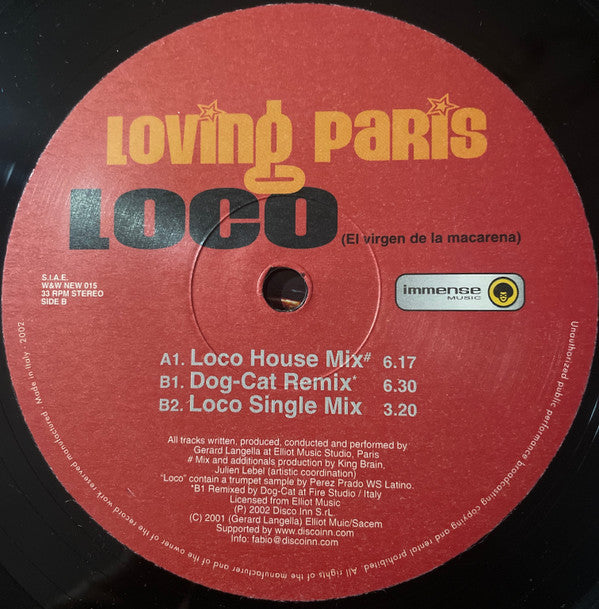 Loving Paris
LOCO
(El virgen de la macarena)
S.I.A.E.
W&W NEW 015
33 RPM STEREO
SIDE B
immense
MUSIC
A1. Loco House Mix# 6.17
B1. Dog-Cat Remix* 6.30
B2. Loco Single Mix 3.20
All tracks written, produced, conducted and performed by
Gerard Langella at Elliot Music Studio, Paris
# Mix and additionals production by King Brain,
Julien Lebel (artistic coordination)
"Loco" contain a trumpet sample by Perez Prado WS Latino.
*B1 Remixed by Dog-Cat at Fire Studio / Italy
Licensed from Elliot Music
(P) 2002 Disco Inn S.r.L.
(C) 2001 (Gerard Langella) Elliot Muic/Sacem
Supported by www.discoinn.com
Info: fabio@discoinn.com
Unauthorized public performance broadcasting copying and rental prohibited. All rights of the manufacturer and of the owner of the record work reserved manufactured. Made in Italy - 2002